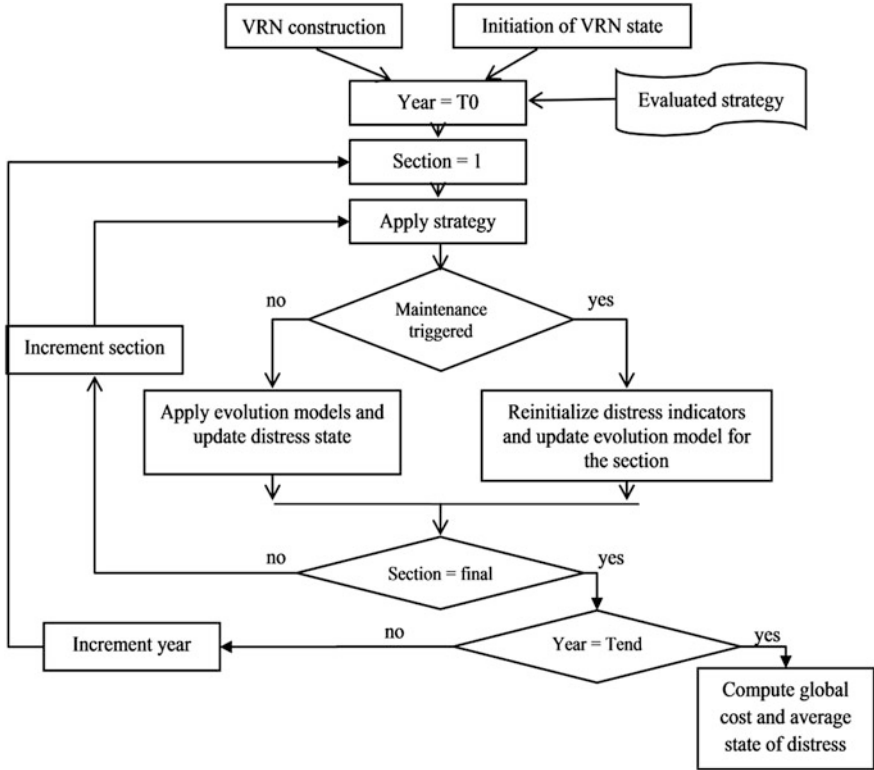 VRN construction
Initiation of VRN state
Year = T0
Evaluated strategy
Section = 1
Apply strategy
no
Maintenance
triggered
yes
Increment section
Apply evolution models and
update distress state
Reinitialize distress indicators
and update evolution model for
the section
no
Section = final
yes
Increment year
no
Year = Tend
yes
Compute global
cost and average
state of distress